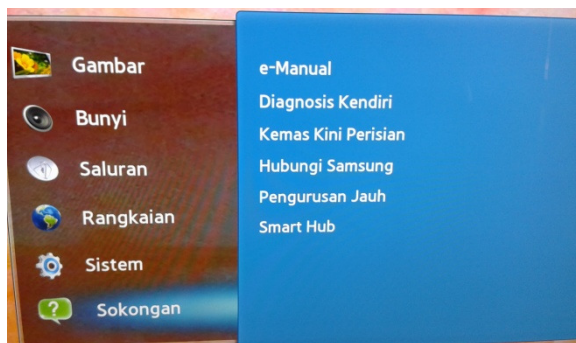 Gambar
Bunyi
Saluran
Rangkaian
Sistem
Sokongan
e-Manual
Diagnosis Kendiri
Kemas Kini Perisian
Hubungi Samsung
Pengurusan Jauh
Smart Hub